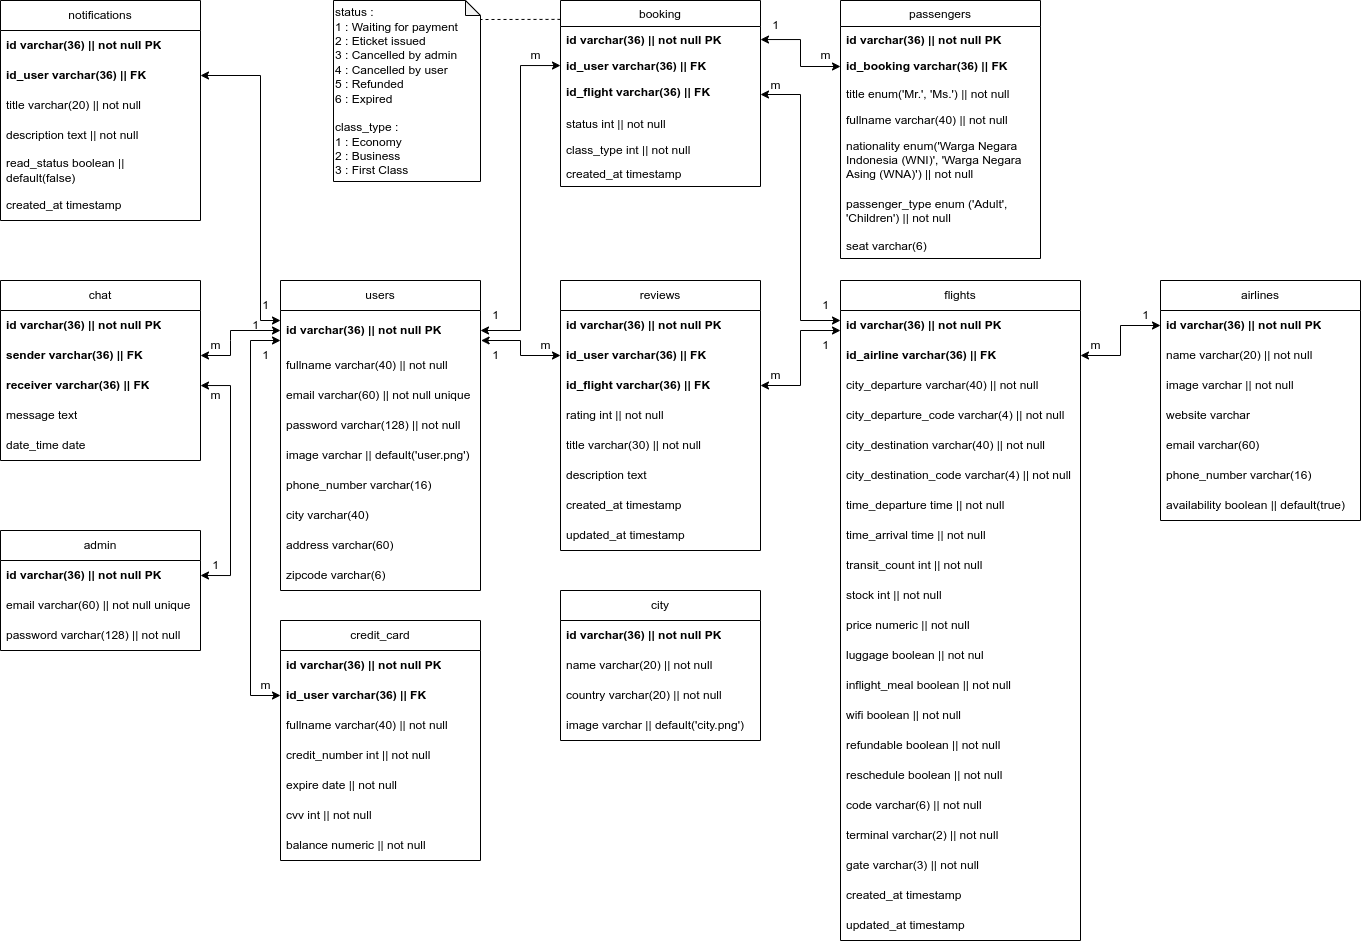 notifications
id varchar(36) || not null PK
id_user varchar(36) || FK
title varchar(20) || not null
description text || not null
read_status boolean ||
default(false)
created_at timestamp
status :
1 : Waiting for payment
2 : Eticket issued
3 : Cancelled by admin
4 : Cancelled by user
5 : Refunded
6 : Expired
class_type :
1 : Economy
2 : Business
3 : First Class
booking
id varchar(36) || not null PK
id_user varchar(36) || FK
id_flight varchar(36) || FK
status int || not null
class_type int || not null
created_at timestamp
1
m
m
m
passengers
id varchar(36) || not null PK
id_booking varchar(36) || FK
title enum('Mr.', 'Ms.') || not null
fullname varchar(40) || not null
nationality enum('Warga Negara
Indonesia (WNI)', 'Warga Negara
Asing (WNA)') || not null
passenger_type enum ('Adult',
'Children') || not null
seat varchar(6)
chat
id varchar(36) || not null PK
sender varchar(36) || FK
receiver varchar(36) || FK
message text
date_time date
1
1
m
1
m
users
id varchar(36) || not null PK
fullname varchar(40) || not null
email varchar(60) || not null unique
password varchar(128) || not null
image varchar || default('user.png')
phone_number varchar(16)
city varchar(40)
address varchar(60)
zipcode varchar(6)
1
1
m
reviews
id varchar(36) || not null PK
id_user varchar(36) || FK
id_flight varchar(36) || FK
rating int || not null
title varchar(30) || not null
description text
created_at timestamp
updated_at timestamp
1
1
m
flights
id varchar(36) || not null PK
id_airline varchar(36) || FK
city_departure varchar(40) || not null
city_departure_code varchar(4) || not null
city_destination varchar(40) || not null
city_destination_code varchar(4) || not null
time_departure time || not null
time_arrival time || not null
transit_count int || not null
stock int || not null
price numeric || not null
luggage boolean || not nul
inflight_meal boolean || not null
wifi boolean || not null
refundable boolean || not null
reschedule boolean || not null
code varchar(6) || not null
terminal varchar(2) || not null
gate varchar(3) || not null
created_at timestamp
updated_at timestamp
1
m
airlines
id varchar(36) || not null PK
name varchar(20) || not null
image varchar || not null
website varchar
email varchar(60)
phone_number varchar(16)
availability boolean || default(true)
admin
id varchar(36) || not null PK
email varchar(60) || not null unique
password varchar(128) || not null
1
m
credit_card
id varchar(36) || not null PK
id_user varchar(36) || FK
fullname varchar(40) || not null
credit_number int || not null
expire date || not null
cvv int || not null
balance numeric || not null
city
id varchar(36) || not null PK
name varchar(20) || not null
country varchar(20) || not null
image varchar || default('city.png')